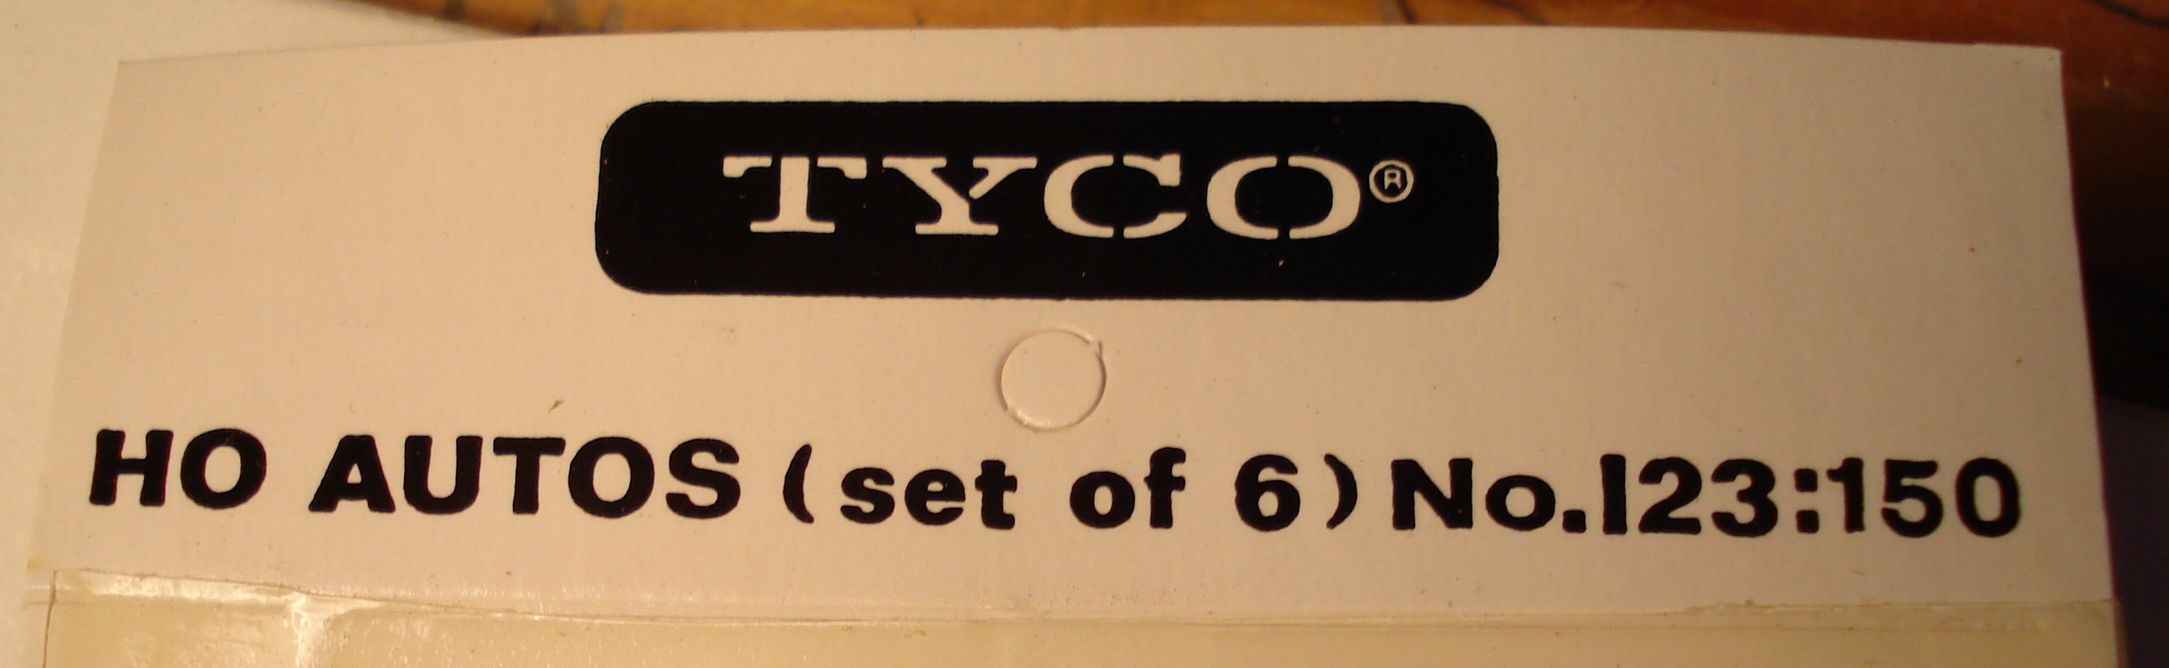 TYCO®
HO AUTOS (set of 6) No.123:150